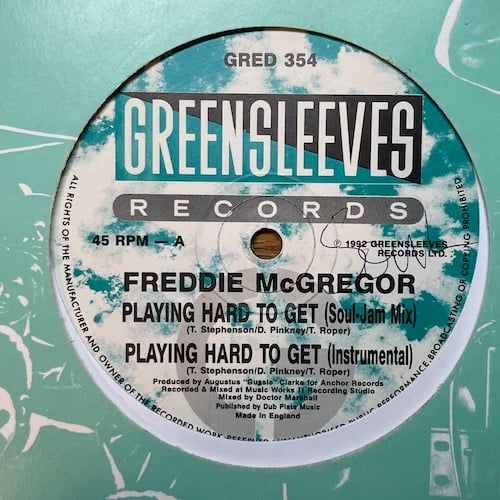 GRED 354
GREENSLEEVES
RECORDS
45 RPM — A
℗ 1992 GREENSLEEVES
RECORDS LTD.
FREDDIE McGREGOR
PLAYING HARD TO GET (Soul-Jam Mix)
(T. Stephenson/D. Pinkney/T. Roper)
PLAYING HARD TO GET (Instrumental)
(T. Stephenson/D. Pinkney/T. Roper)
Produced by Augustus "Gussie" Clarke for Anchor Records
Recorded & Mixed at Music Works II Recording Studio
Mixed by Doctor Marshall
Published by Dub Plate Music
Made in England
ALL RIGHTS OF THE MANUFACTURER AND OWNER OF THE RECORDED WORK RESERVED. UNAUTHORISED PUBLIC PERFORMANCE, BROADCASTING OR COPYING PROHIBITED